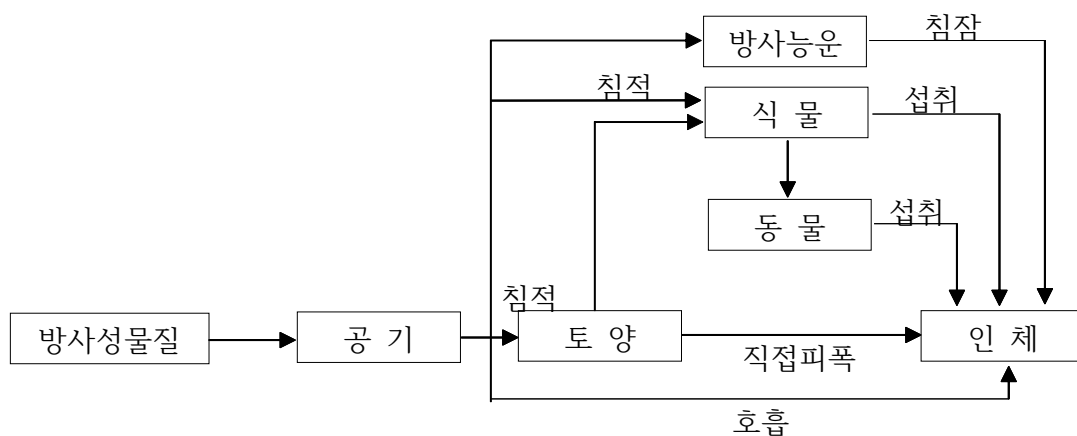 방사능운
침잠
침적
식 물
섭취
동 물
섭취
침적
방사성물질
공 기
토 양
직접피폭
인 체
호흡